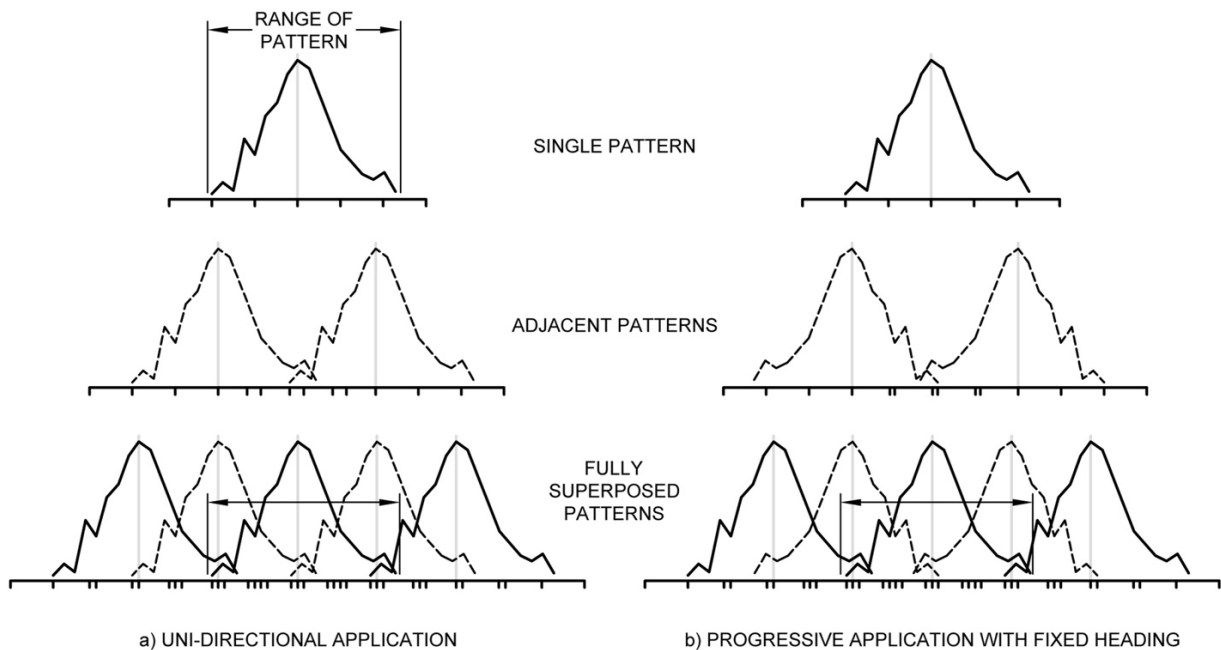 RANGE OF
PATTERN
SINGLE PATTERN
ADJACENT PATTERNS
FULLY
SUPERPOSED
PATTERNS
a) UNI-DIRECTIONAL APPLICATION
b) PROGRESSIVE APPLICATION WITH FIXED HEADING